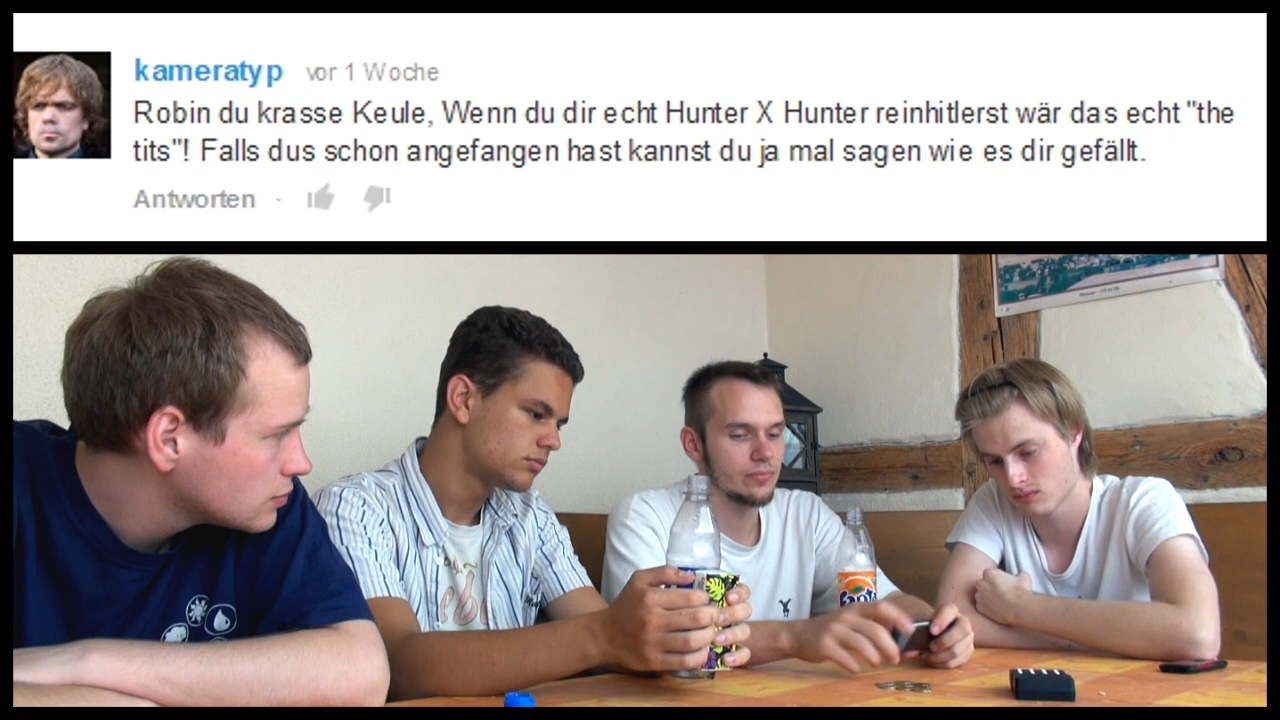 kameratyp vor 1 Woche
Robin du krasse Keule, Wenn du dir echt Hunter X Hunter reinhitlerst wär das echt "the
tits"! Falls dus schon angefangen hast kannst du ja mal sagen wie es dir gefällt.
Antworten ·